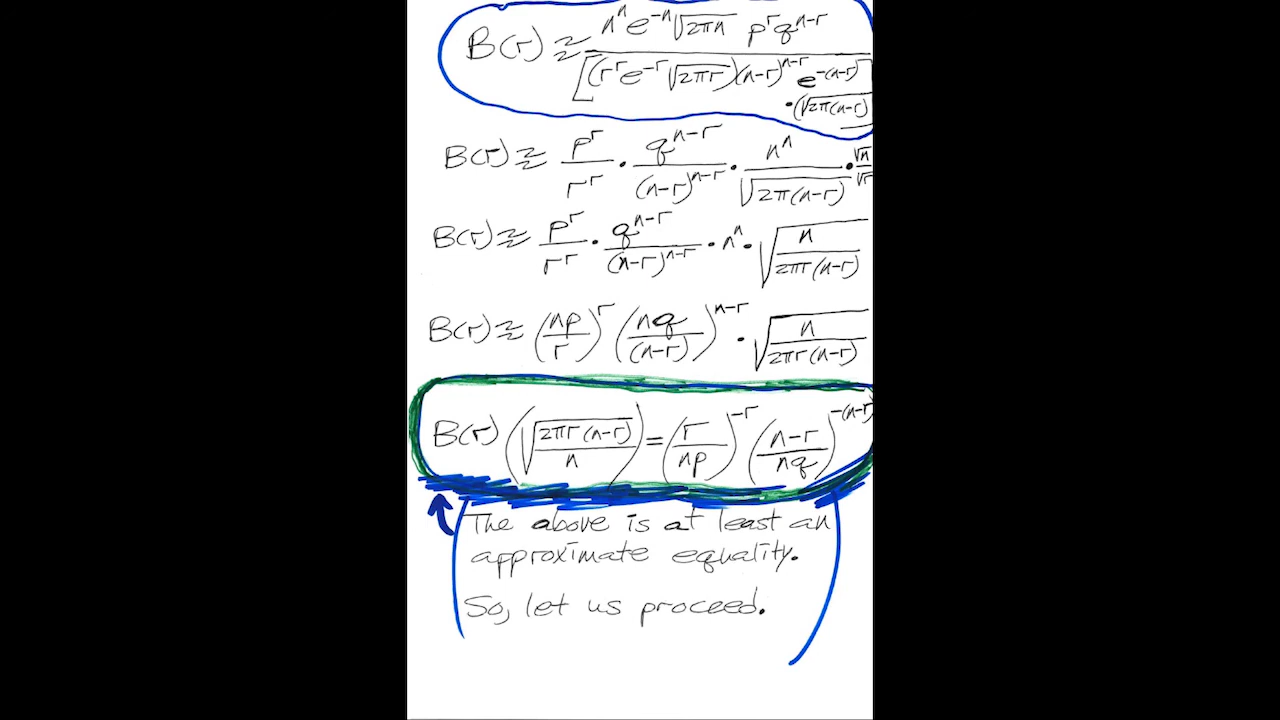 B(r) ≈ n^n e^-n √(2πn) p^r q^(n-r) / [(r^r e^-r √(2πr)) (n-r)^(n-r) e^-(n-r) · (√(2π(n-r))]
B(r) ≈ p^r / r^r · q^(n-r) / (n-r)^(n-r) · n^n / √(2π(n-r)) · √n / √r
B(r) ≈ p^r / r^r · q^(n-r) / (n-r)^(n-r) · n^n · √(n / 2πr(n-r))
B(r) ≈ (np / r)^r (nq / (n-r))^(n-r) · √(n / 2πr(n-r))
B(r) (√(2πr(n-r) / n)) = (r / np)^-r ((n-r) / nq)^-(n-r)
The above is at least an
approximate equality.
So, let us proceed.